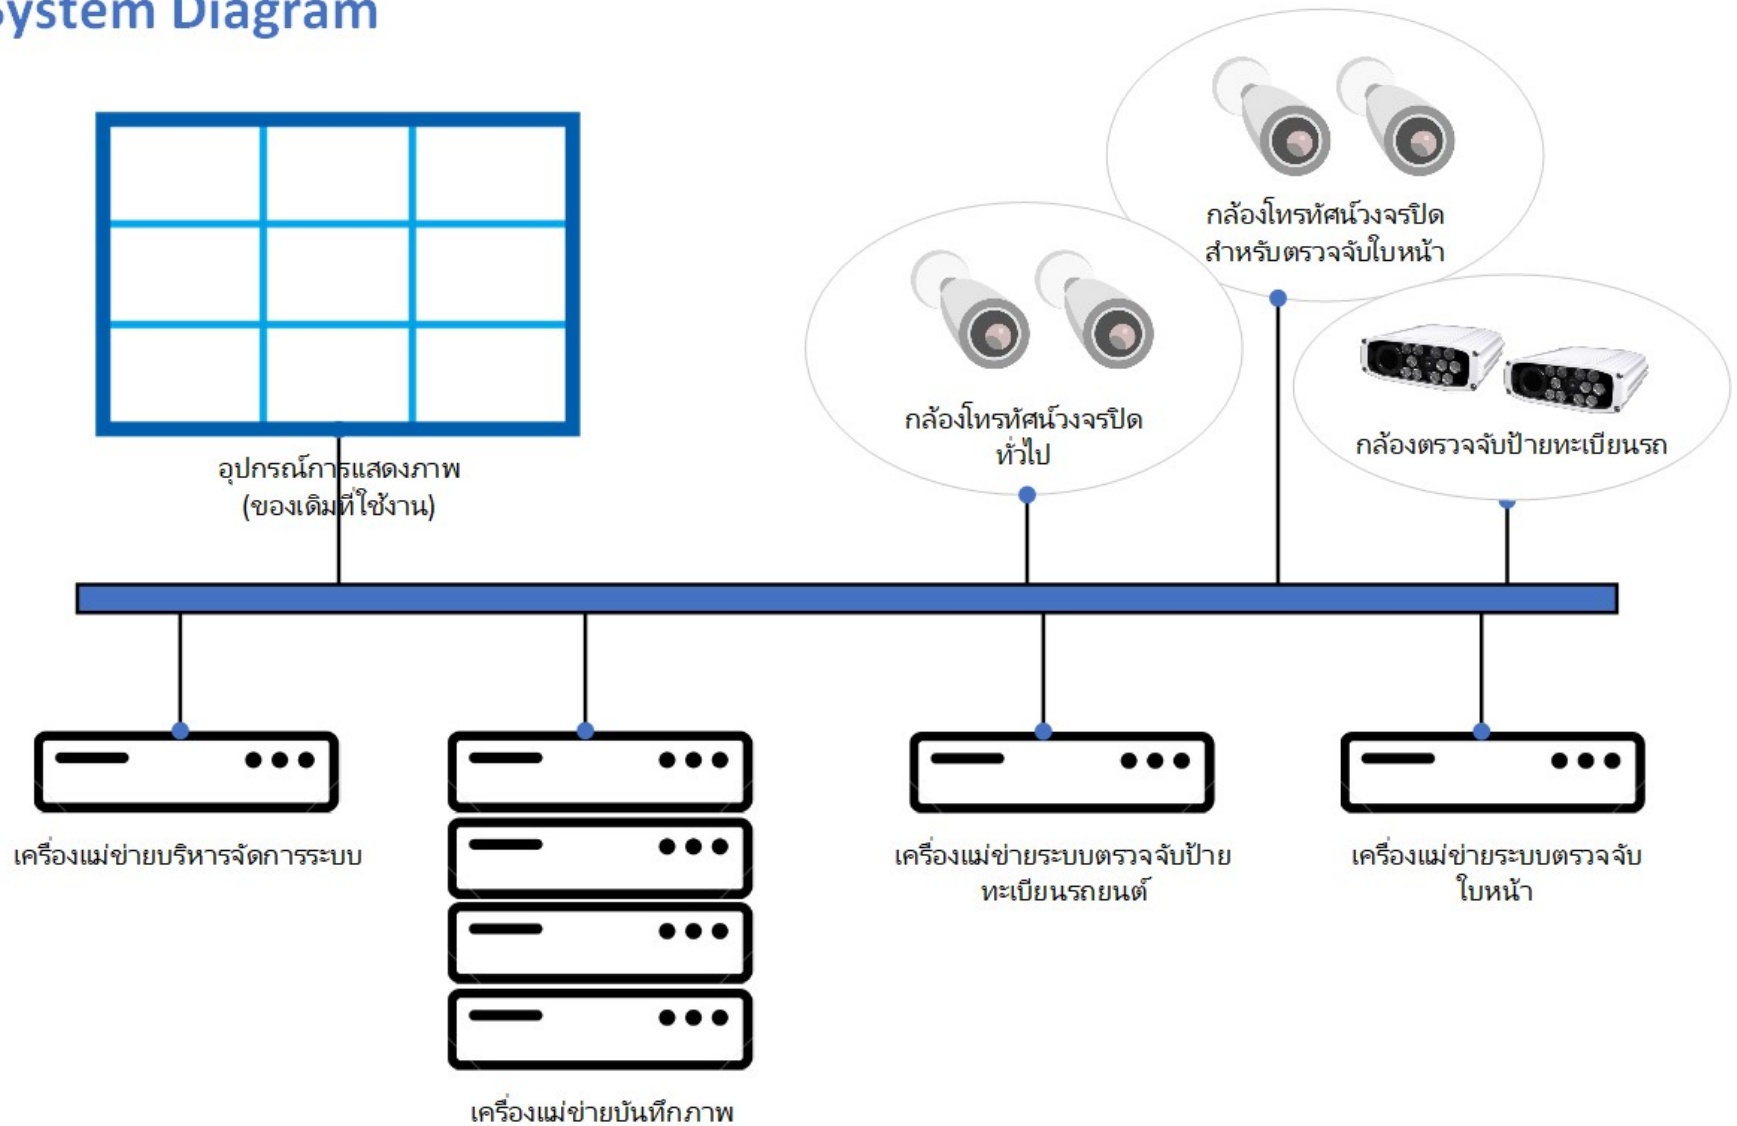 System Diagram
กล้องโทรทัศน์วงจรปิด
สำหรับตรวจจับใบหน้า
กล้องโทรทัศน์วงจรปิด
ทั่วไป
กล้องตรวจจับป้ายทะเบียนรถ
อุปกรณ์การแสดงภาพ
(ของเดิมที่ใช้งาน)
เครื่องแม่ข่ายบริหารจัดการระบบ
เครื่องแม่ข่ายบันทึกภาพ
เครื่องแม่ข่ายระบบตรวจจับป้าย
ทะเบียนรถยนต์
เครื่องแม่ข่ายระบบตรวจจับ
ใบหน้า